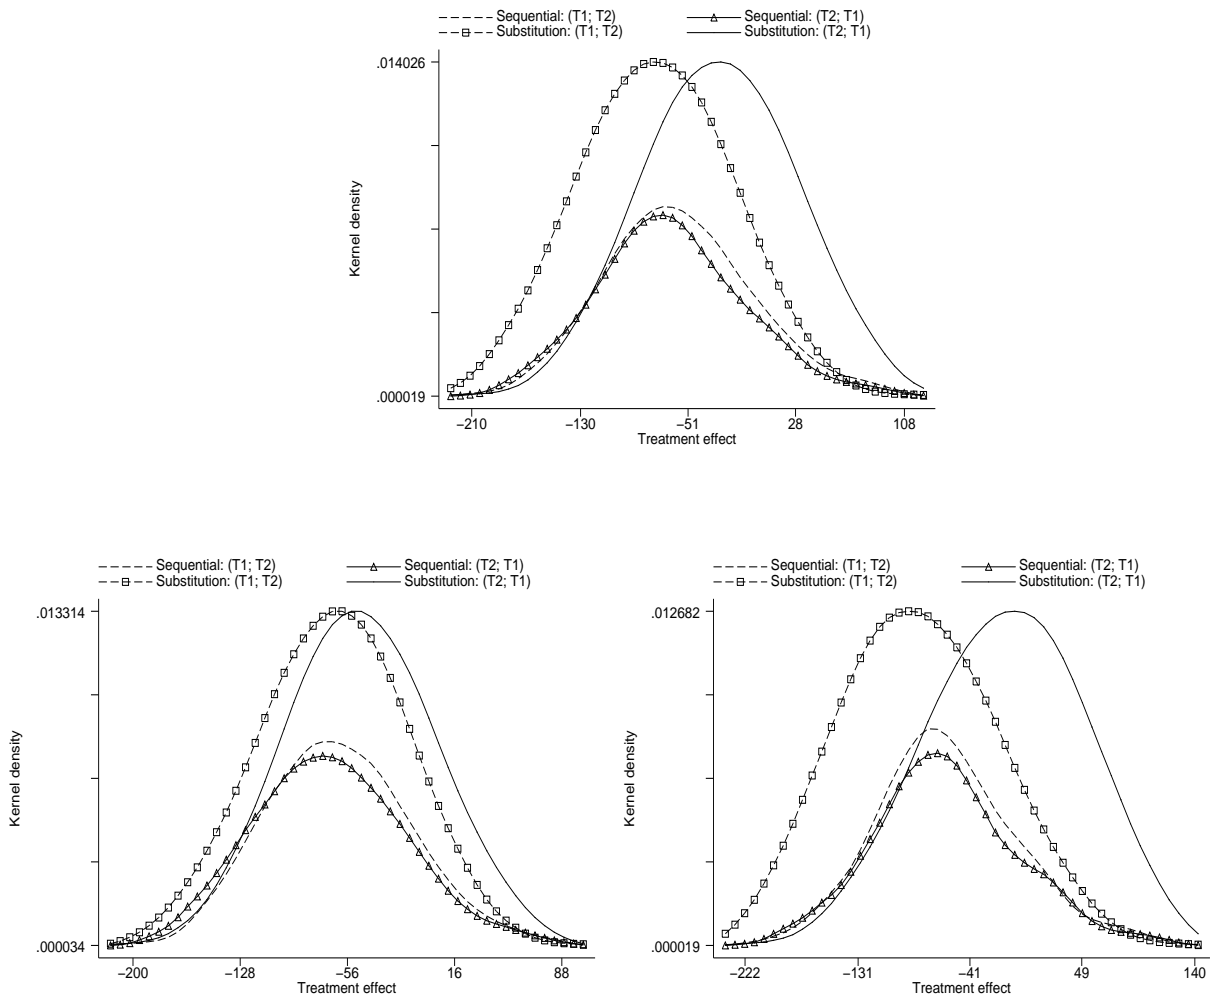 Sequential: (T1; T2) Sequential: (T2; T1)
Substitution: (T1; T2) Substitution: (T2; T1)
.014026
Kernel density
.000019
−210 −130 −51 28 108
Treatment effect
Sequential: (T1; T2) Sequential: (T2; T1)
Substitution: (T1; T2) Substitution: (T2; T1)
.013314
Kernel density
.000034
−200 −128 −56 16 88
Treatment effect
Sequential: (T1; T2) Sequential: (T2; T1)
Substitution: (T1; T2) Substitution: (T2; T1)
.012682
Kernel density
.000019
−222 −131 −41 49 140
Treatment effect